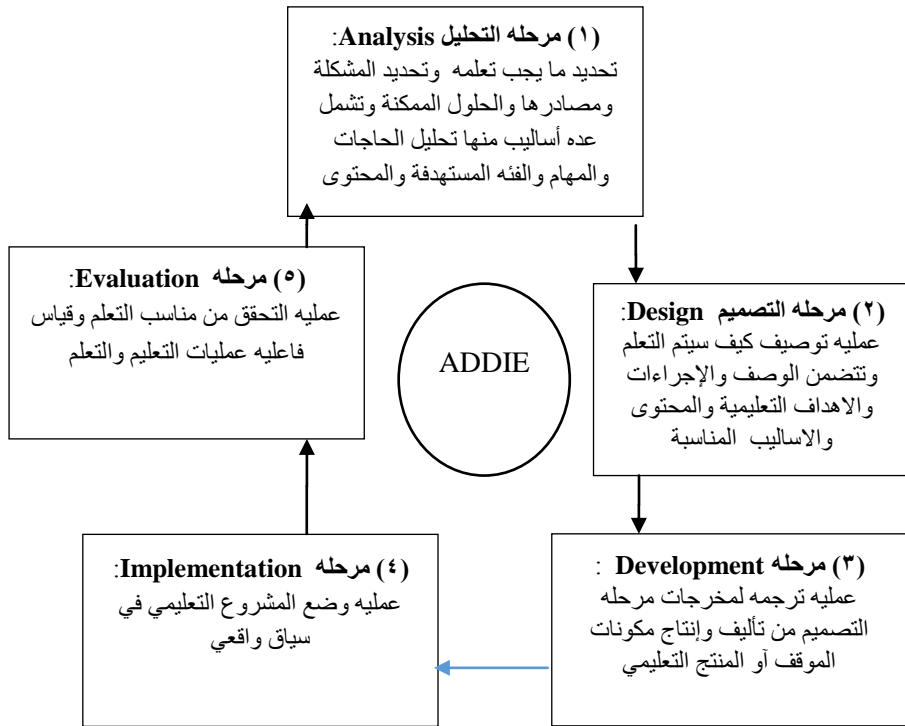 (١) مرحله التحليل Analysis:
تحديد ما يجب تعلمه وتحديد المشكلة
ومصادرها والحلول الممكنة وتشمل
عده أساليب منها تحليل الحاجات
والمهام والفئه المستهدفة والمحتوى
(٢) مرحله التصميم Design:
عمليه توصيف كيف سيتم التعلم
وتتضمن الوصف والإجراءات
والاهداف التعليمية والمحتوى
والاساليب المناسبة
(٣) مرحله Development :
عمليه ترجمه لمخرجات مرحله
التصميم من تأليف وإنتاج مكونات
الموقف آو المنتج التعليمي
(٤) مرحله Implementation:
عمليه وضع المشروع التعليمي في
سياق واقعي
(٥) مرحله Evaluation:
عمليه التحقق من مناسب التعلم وقياس
فاعليه عمليات التعليم والتعلم
ADDIE